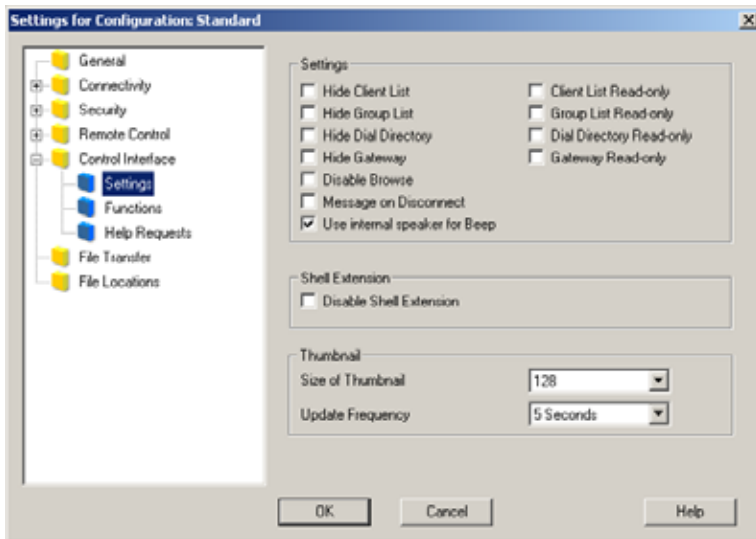 Settings for Configuration: Standard
General
Connectivity
Security
Remote Control
Control Interface
Settings
Functions
Help Requests
File Transfer
File Locations
Settings
Hide Client List
Client List Read-only
Hide Group List
Group List Read-only
Hide Dial Directory
Dial Directory Read-only
Hide Gateway
Gateway Read-only
Disable Browse
Message on Disconnect
Use internal speaker for Beep
Shell Extension
Disable Shell Extension
Thumbnail
Size of Thumbnail
128
Update Frequency
5 Seconds
OK
Cancel
Help